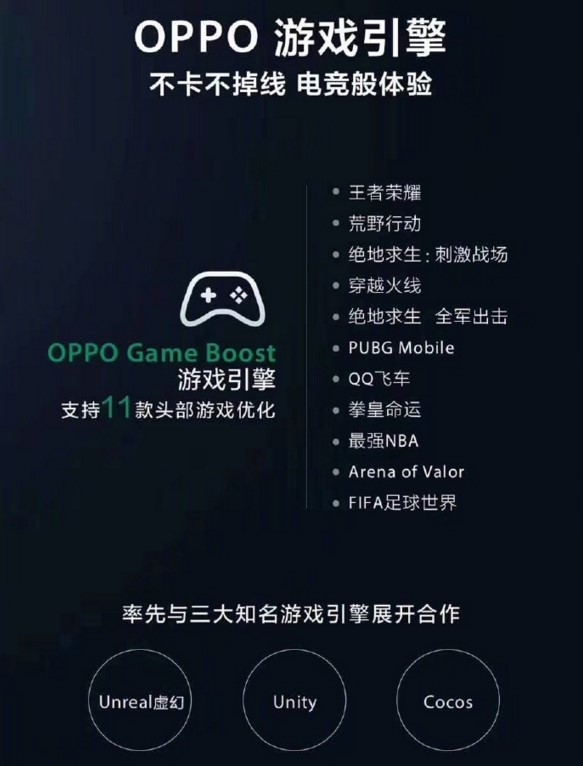 OPPO 游戏引擎
不卡不掉线 电竞般体验
OPPO Game Boost
游戏引擎
支持11款头部游戏优化
王者荣耀
荒野行动
绝地求生:刺激战场
穿越火线
绝地求生 全军出击
PUBG Mobile
QQ飞车
拳皇命运
最强NBA
Arena of Valor
FIFA足球世界
率先与三大知名游戏引擎展开合作
Unreal虚幻
Unity
Cocos